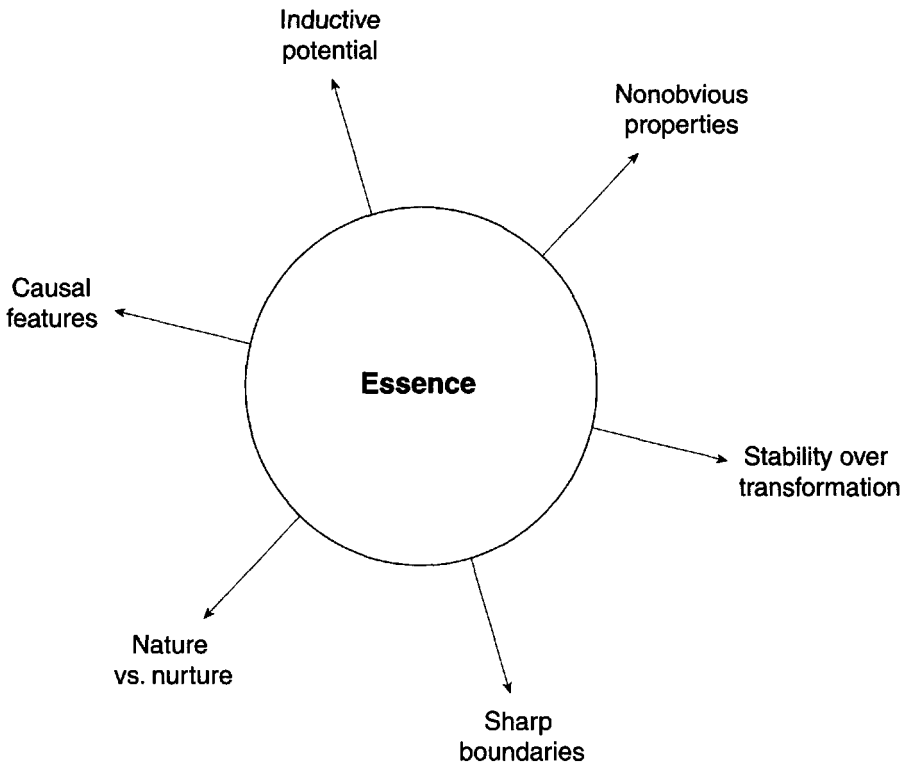 Inductive
potential
Nonobvious
properties
Causal
features
Essence
Stability over
transformation
Nature
vs. nurture
Sharp
boundaries